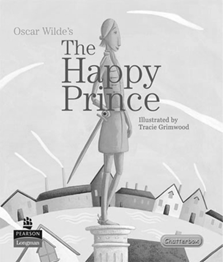 Oscar Wilde's
The
Happy
Prince
Illustrated by
Tracie Grimwood
PEARSON
Longman
Chatterbox